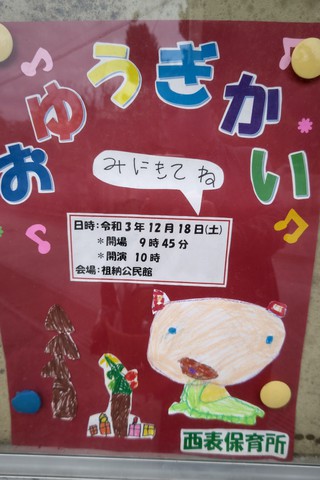 おゆうぎかい
みにきてね
日時：令和3年12月18日（土）
＊開場　9時45分
＊開演　10時
会場：祖納公民館
西表保育所